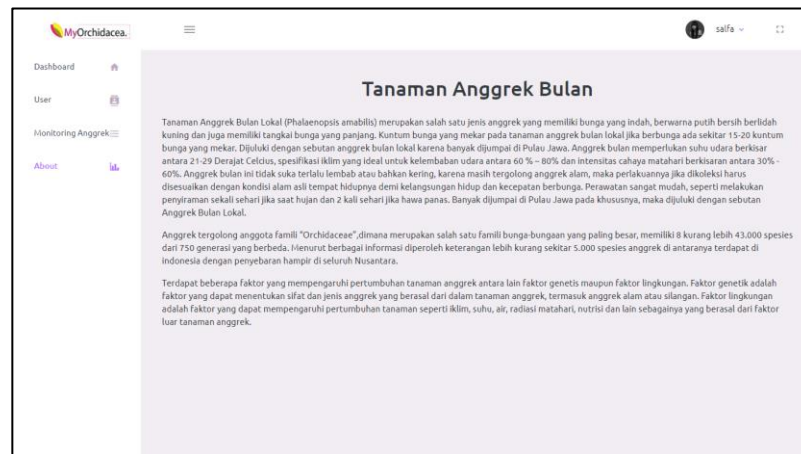 MyOrchidacea.
salfa
Dashboard
User
Monitoring Anggrek
About
Tanaman Anggrek Bulan
Tanaman Anggrek Bulan Lokal (Phalaenopsis amabilis) merupakan salah satu jenis anggrek yang memiliki bunga yang indah, berwarna putih bersih berlidah
kuning dan juga memiliki tangkai bunga yang panjang. Kuntum bunga yang mekar pada tanaman anggrek bulan lokal jika berbunga ada sekitar 15-20 kuntum
bunga yang mekar. Dijuluki dengan sebutan anggrek bulan lokal karena banyak dijumpai di Pulau Jawa. Anggrek bulan memperlukan suhu udara berkisar
antara 21-29 Derajat Celcius, spesifikasi iklim yang ideal untuk kelembaban udara antara 60 % – 80% dan intensitas cahaya matahari berkisaran antara 30% -
60%. Anggrek bulan ini tidak suka terlalu lembab atau bahkan kering, karena masih tergolong anggrek alam, maka perlakuannya jika dikoleksi harus
disesuaikan dengan kondisi alam asli tempat hidupnya demi kelangsungan hidup dan kecepatan berbunga. Perawatan sangat mudah, seperti melakukan
penyiraman sekali sehari jika saat hujan dan 2 kali sehari jika hawa panas. Banyak dijumpai di Pulau Jawa pada khususnya, maka dijuluki dengan sebutan
Anggrek Bulan Lokal.
Anggrek tergolong anggota famili "Orchidaceae",dimana merupakan salah satu famili bunga-bungaan yang paling besar, memiliki 8 kurang lebih 43.000 spesies
dari 750 generasi yang berbeda. Menurut berbagai informasi diperoleh keterangan lebih kurang sekitar 5.000 spesies anggrek di antaranya terdapat di
indonesia dengan penyebaran hampir di seluruh Nusantara.
Terdapat beberapa faktor yang mempengaruhi pertumbuhan tanaman anggrek antara lain faktor genetis maupun faktor lingkungan. Faktor genetik adalah
faktor yang dapat menentukan sifat dan jenis anggrek yang berasal dari dalam tanaman anggrek, termasuk anggrek alam atau silangan. Faktor lingkungan
adalah faktor yang dapat mempengaruhi pertumbuhan tanaman seperti iklim, suhu, air, radiasi matahari, nutrisi dan lain sebagainya yang berasal dari faktor
luar tanaman anggrek.